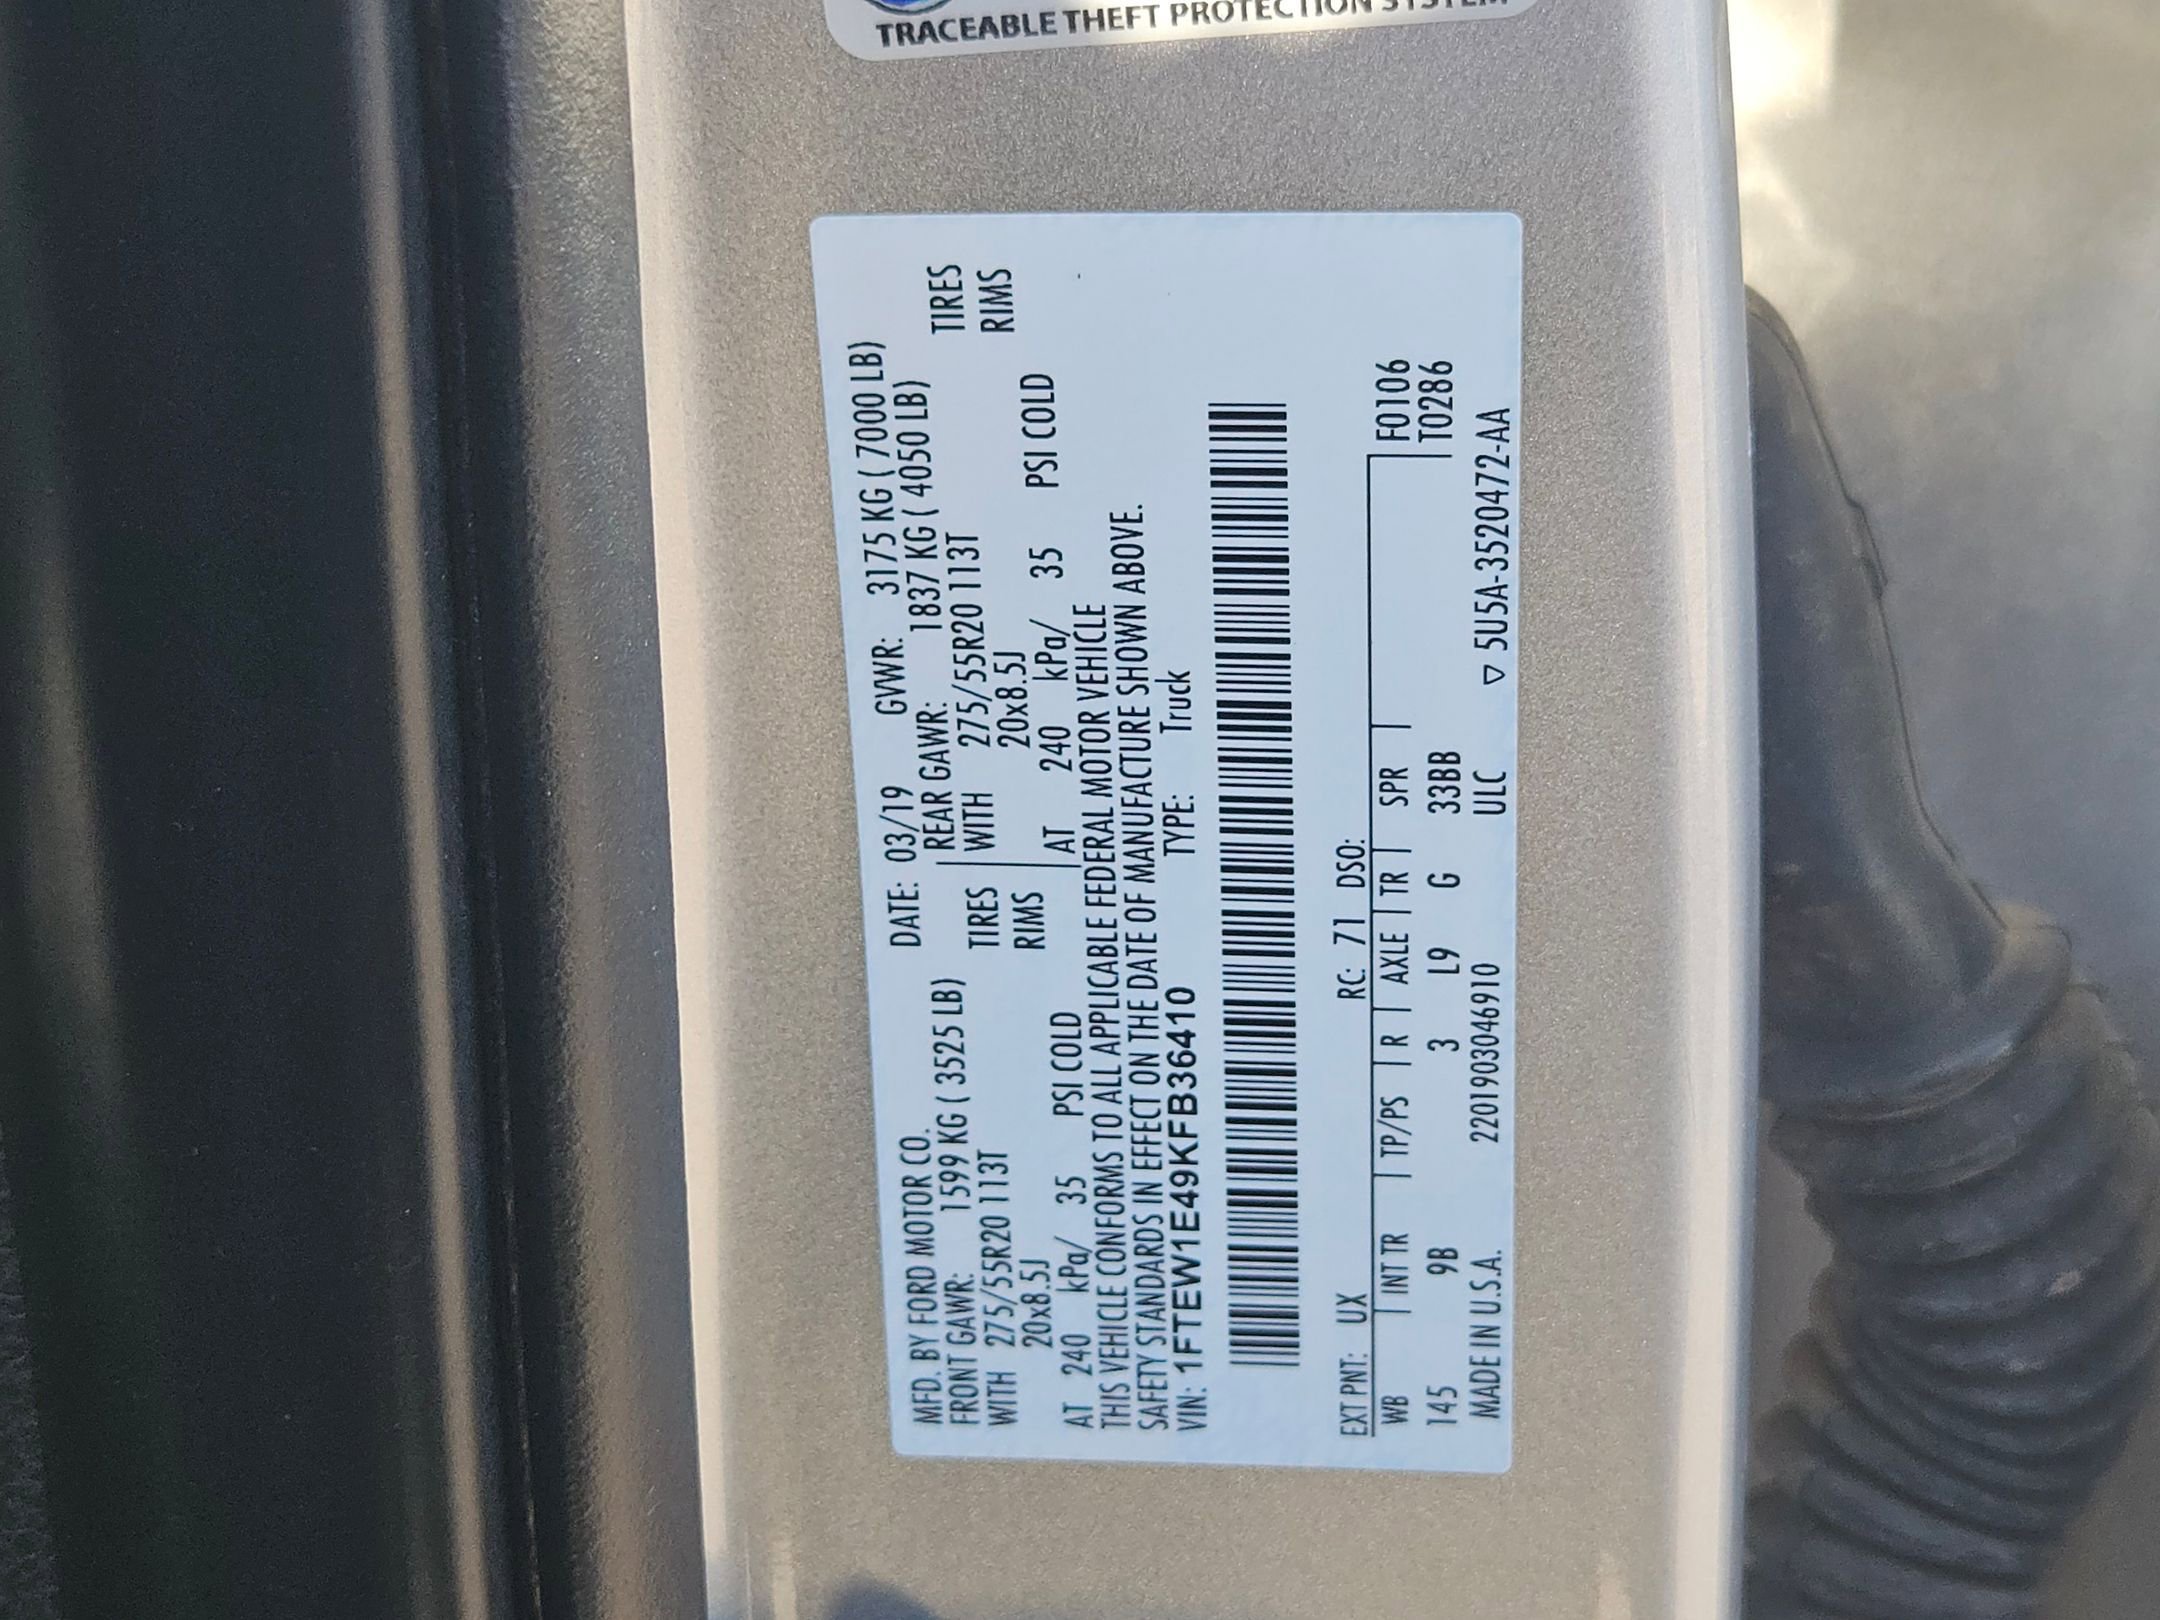 TRACEABLE THEFT PROTECTION SYSTEM
MFD. BY FORD MOTOR CO. DATE: 03/19 GVWR: 3175 KG ( 7000 LB)
FRONT GAWR: 1599 KG ( 3525 LB) REAR GAWR: 1837 KG ( 4050 LB)
WITH 275/55R20 113T TIRES WITH 275/55R20 113T TIRES
20x8.5J RIMS 20x8.5J RIMS
AT 240 kPa/ 35 PSI COLD AT 240 kPa/ 35 PSI COLD
THIS VEHICLE CONFORMS TO ALL APPLICABLE FEDERAL MOTOR VEHICLE
SAFETY STANDARDS IN EFFECT ON THE DATE OF MANUFACTURE SHOWN ABOVE.
VIN: 1FTEW1E49KFB36410 TYPE: Truck
EXT PNT: UX RC: 71 DSO:
WB INT TR TP/PS R AXLE TR SPR F0106
145 9B 3 L9 G 33BB T0286
MADE IN U.S.A. 220190304691​0 ULC ▽ 5U5A-3520472-AA